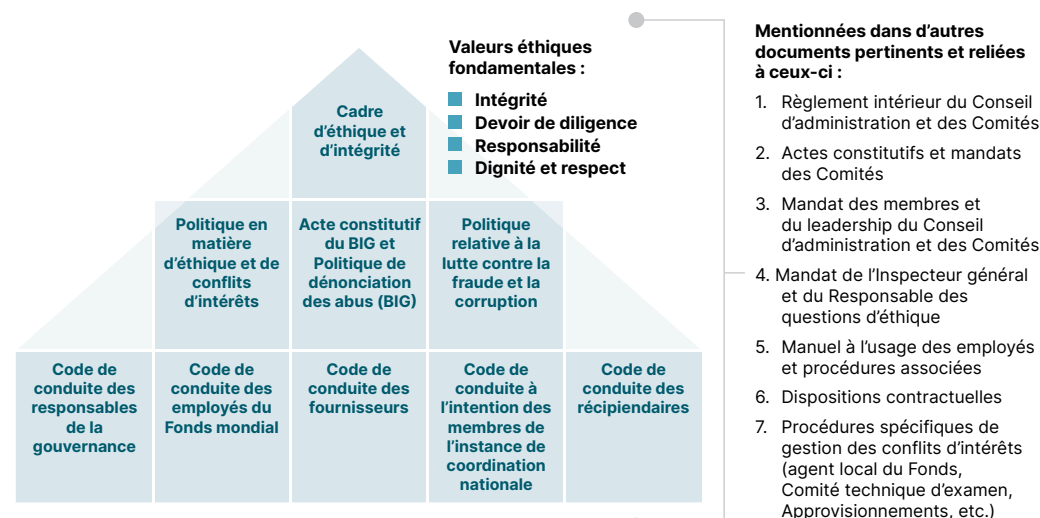 Cadre
d’éthique et
d’intégrité
Valeurs éthiques
fondamentales :
Intégrité
Devoir de diligence
Responsabilité
Dignité et respect
Politique en
matière
d’éthique et de
conflits
d’intérêts
Acte constitutif
du BIG et
Politique de
dénonciation
des abus (BIG)
Politique
relative à la
lutte contre la
fraude et la
corruption
Code de
conduite des
responsables
de la
gouvernance
Code de
conduite des
employés du
Fonds mondial
Code de
conduite des
fournisseurs
Code de
conduite à
l’intention des
membres de
l’instance de
coordination
nationale
Code de
conduite des
récipiendaires
Mentionnées dans d’autres
documents pertinents et reliées
à ceux-ci :
1. Règlement intérieur du Conseil
d’administration et des Comités
2. Actes constitutifs et mandats
des Comités
3. Mandat des membres et
du leadership du Conseil
d’administration et des Comités
4. Mandat de l’Inspecteur général
et du Responsable des
questions d’éthique
5. Manuel à l’usage des employés
et procédures associées
6. Dispositions contractuelles
7. Procédures spécifiques de
gestion des conflits d’intérêts
(agent local du Fonds,
Comité technique d’examen,
Approvisionnements, etc.)